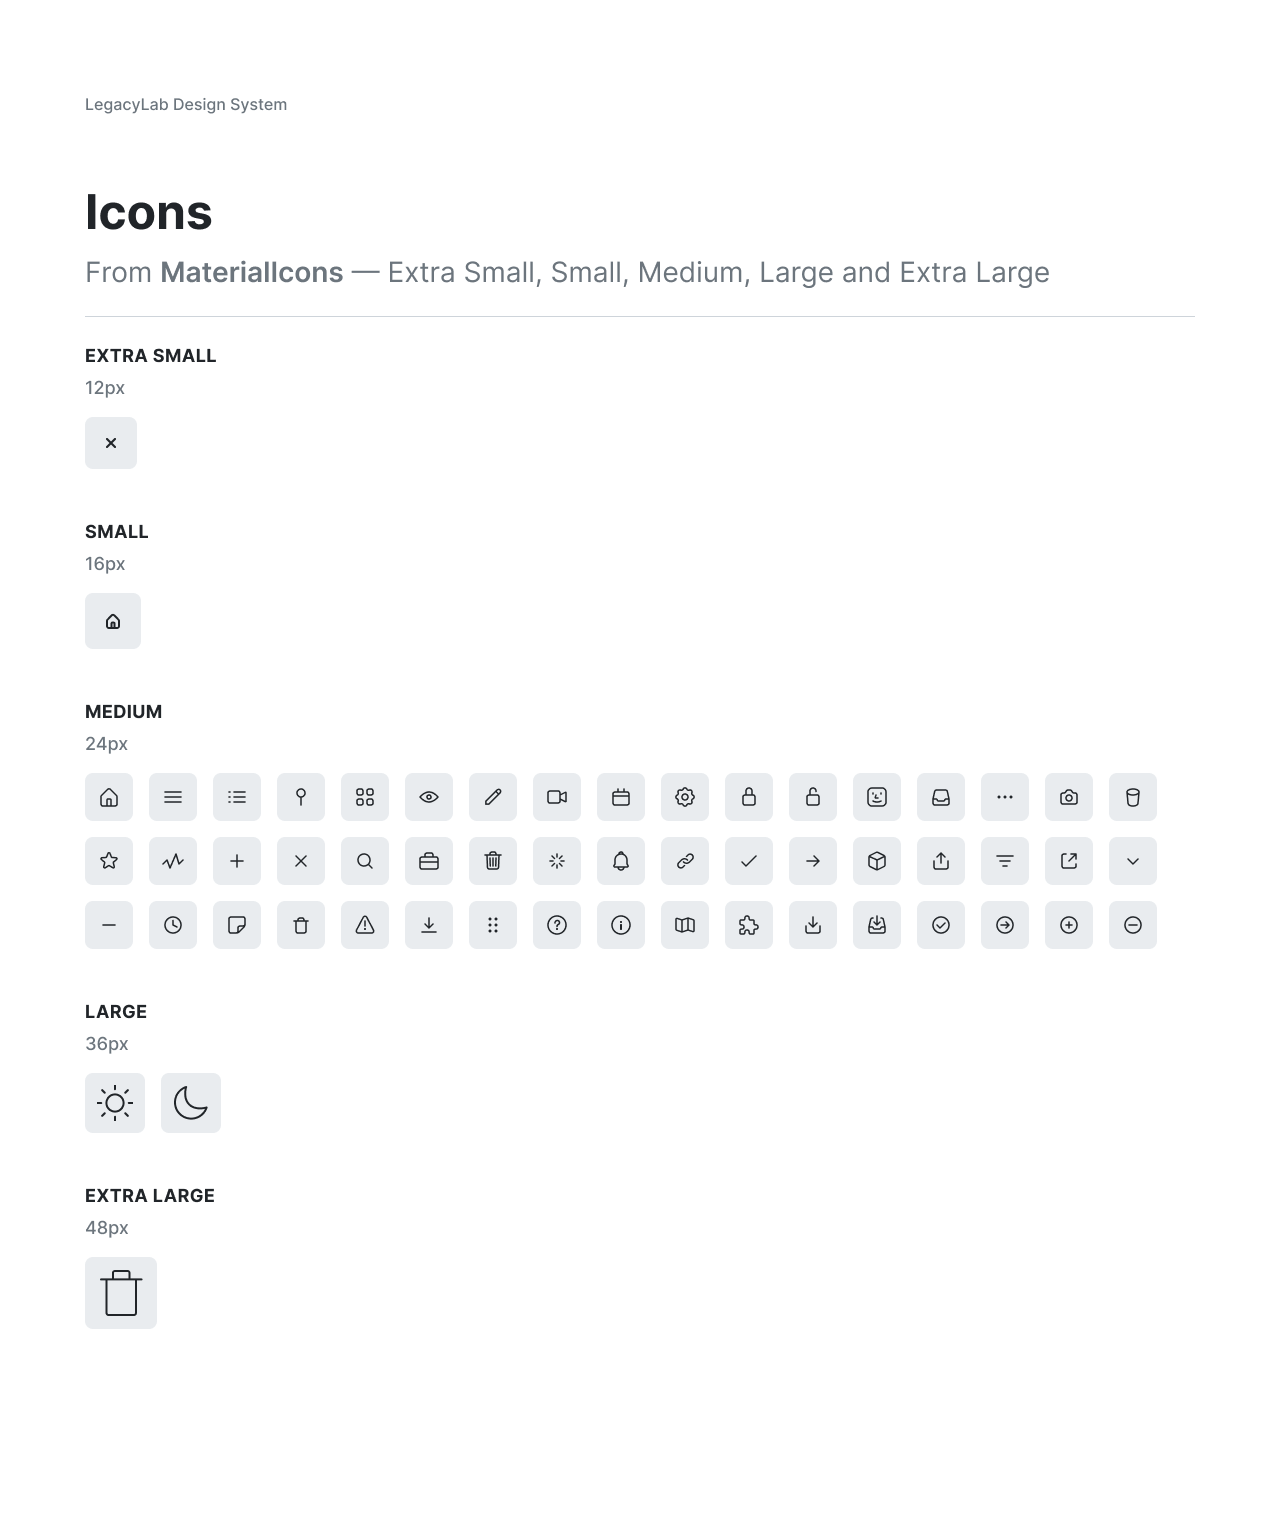 LegacyLab Design System
Icons
From MaterialIcons — Extra Small, Small, Medium, Large and Extra Large
EXTRA SMALL
12px
SMALL
16px
MEDIUM
24px
LARGE
36px
EXTRA LARGE
48px